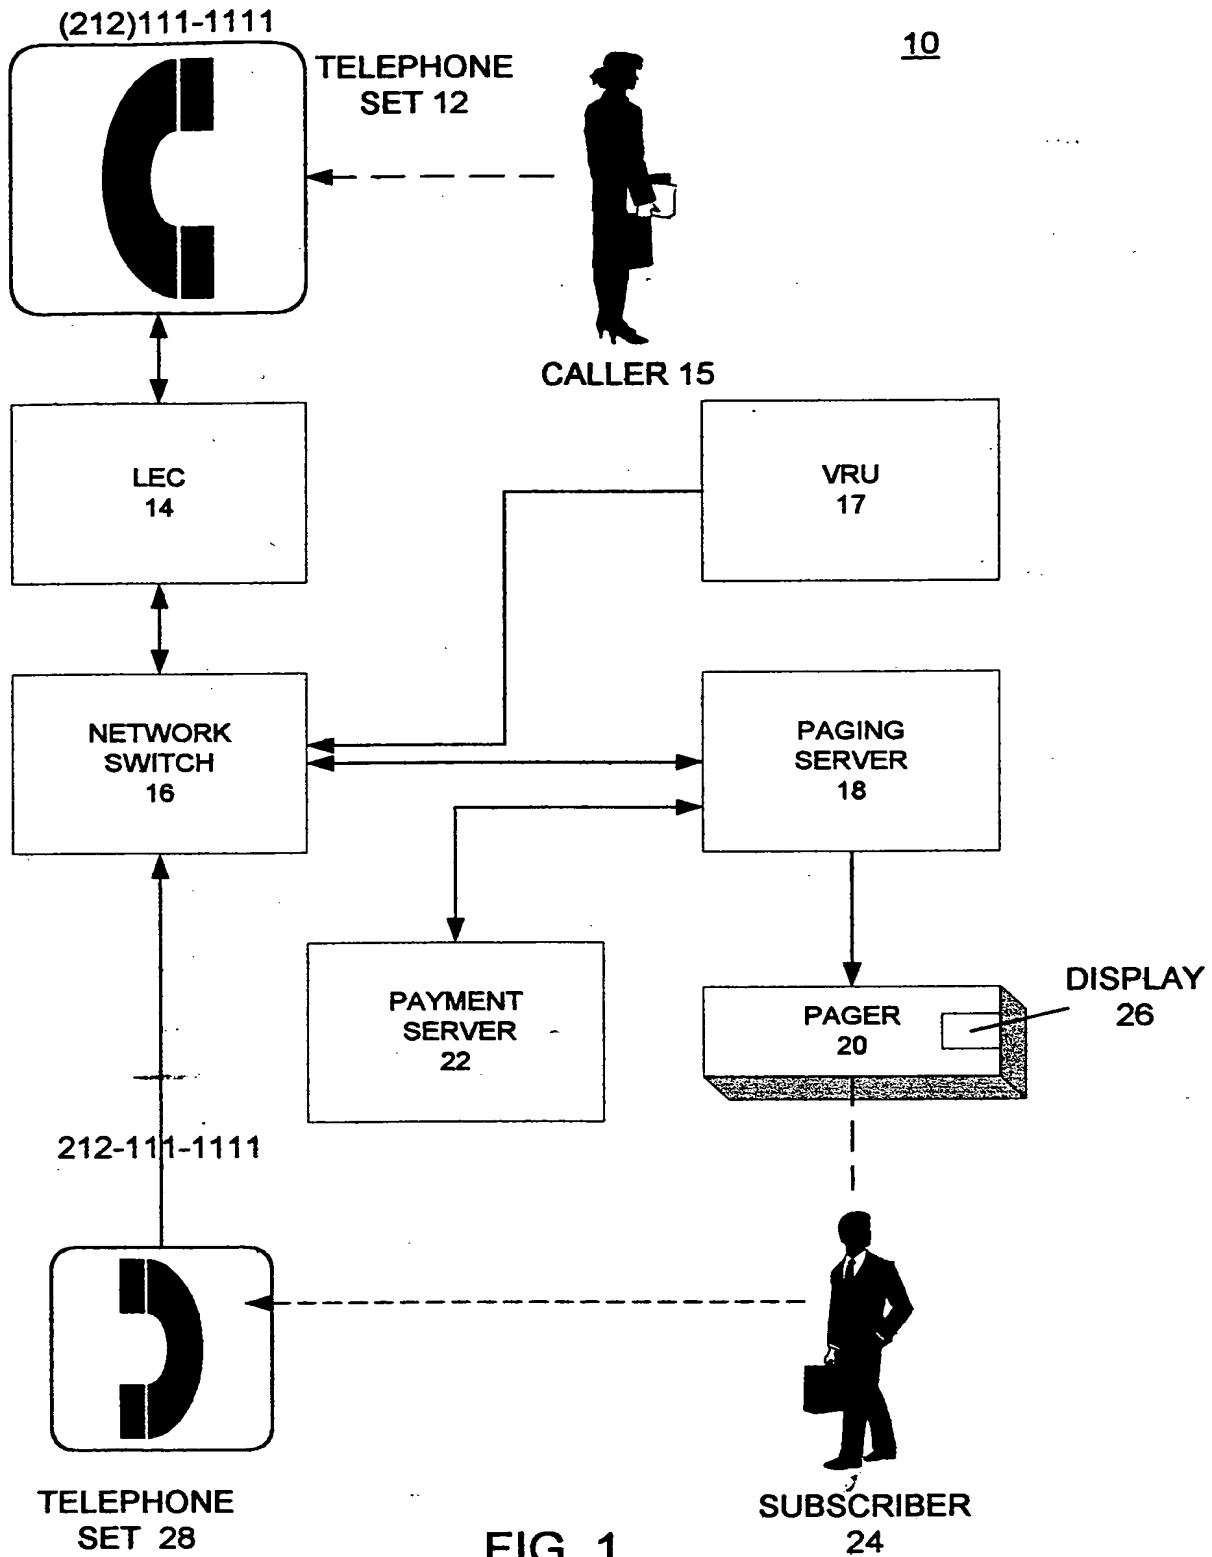 (212)111-1111
10
TELEPHONE
SET 12
CALLER 15
LEC
14
VRU
17
NETWORK
SWITCH
16
PAGING
SERVER
18
PAYMENT
SERVER
22
PAGER
20
DISPLAY
26
212-111-1111
TELEPHONE
SET 28
SUBSCRIBER
24
FIG. 1